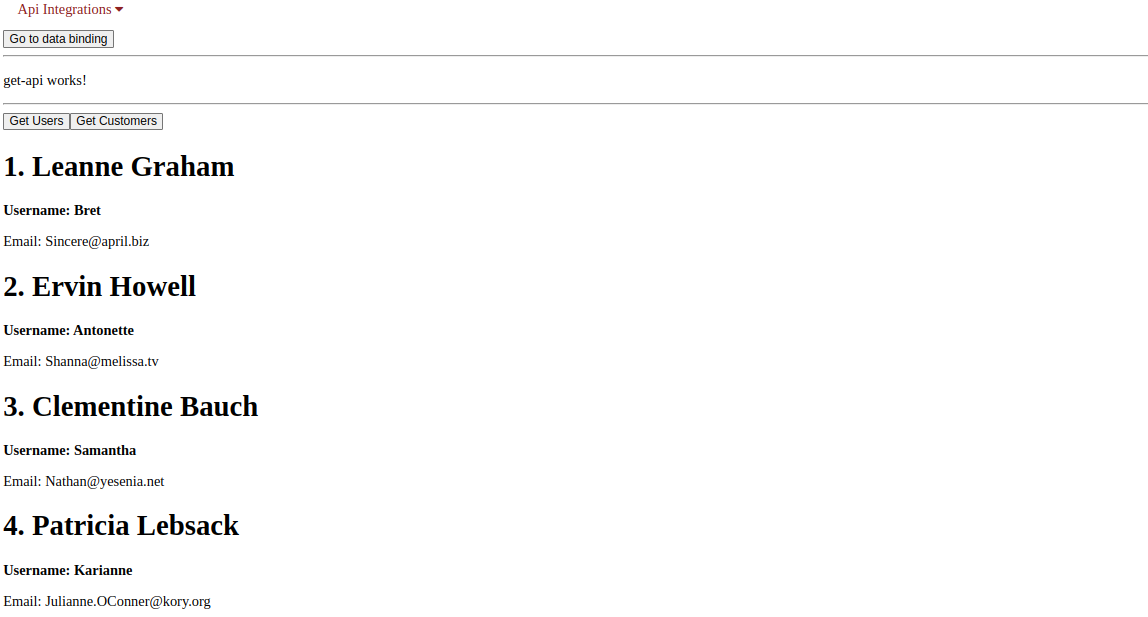 Api Integrations
Go to data binding
get-api works!
Get Users Get Customers
1. Leanne Graham
Username: Bret
Email: Sincere@april.biz
2. Ervin Howell
Username: Antonette
Email: Shanna@melissa.tv
3. Clementine Bauch
Username: Samantha
Email: Nathan@yesenia.net
4. Patricia Lebsack
Username: Karianne
Email: Julianne.OConner@kory.org